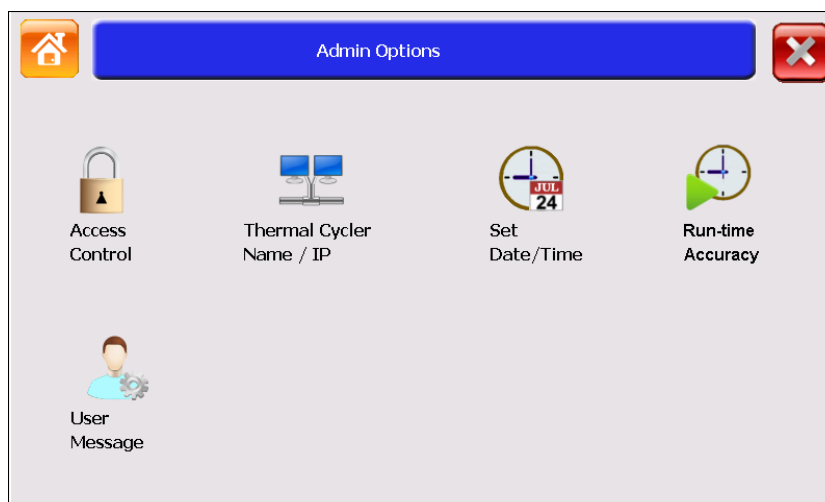 Admin Options
JUL
24
Access
Control
Thermal Cycler
Name / IP
Set
Date/Time
Run-time
Accuracy
User
Message